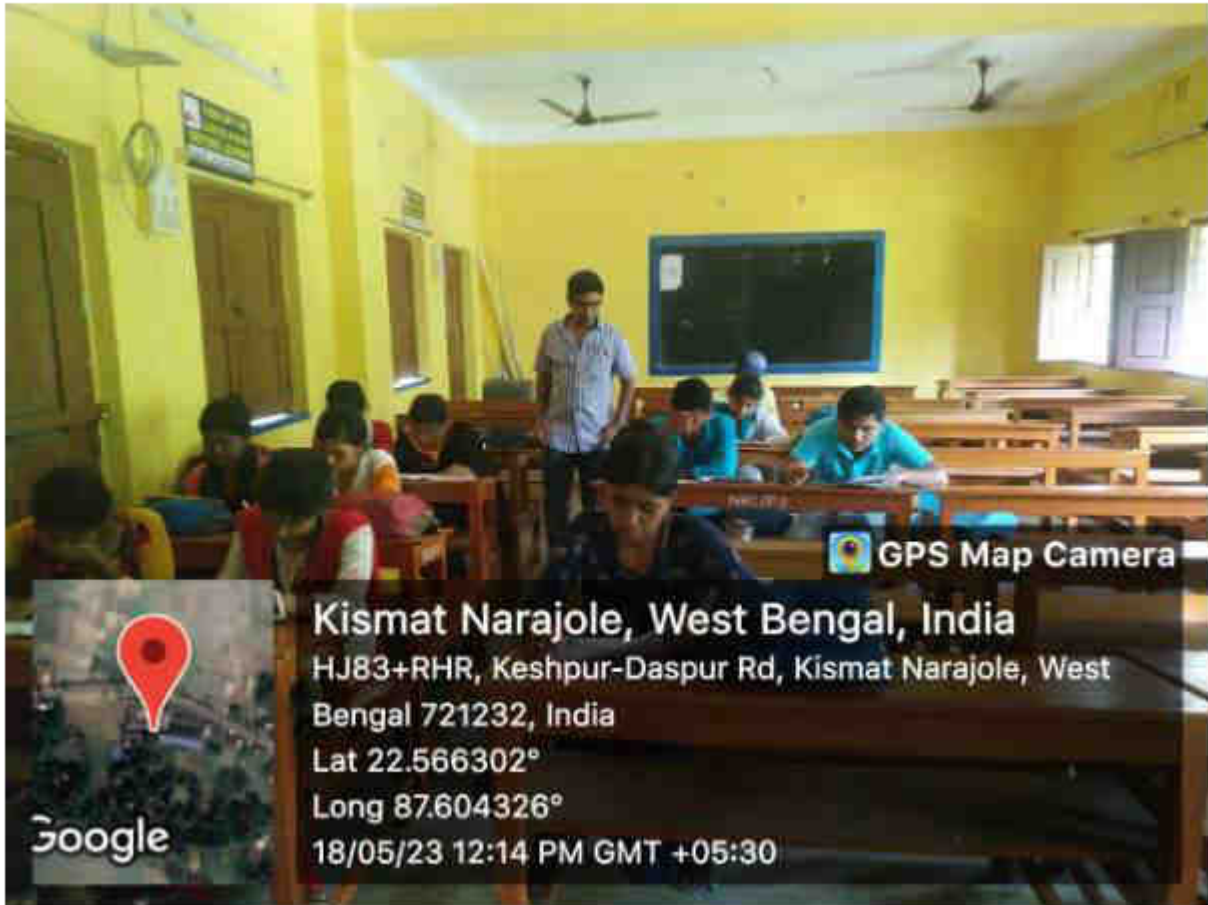 GPS Map Camera
Kismat Narajole, West Bengal, India
HJ83+RHR, Keshpur-Daspur Rd, Kismat Narajole, West
Bengal 721232, India
Lat 22.566302°
Long 87.604326°
18/05/23 12:14 PM GMT +05:30
Google